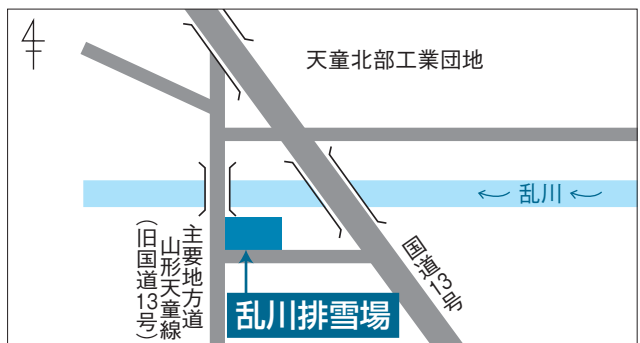 天童北部工業団地
乱川
主要地方道
山形天童線
(旧国道13号)
国道13号
乱川排雪場